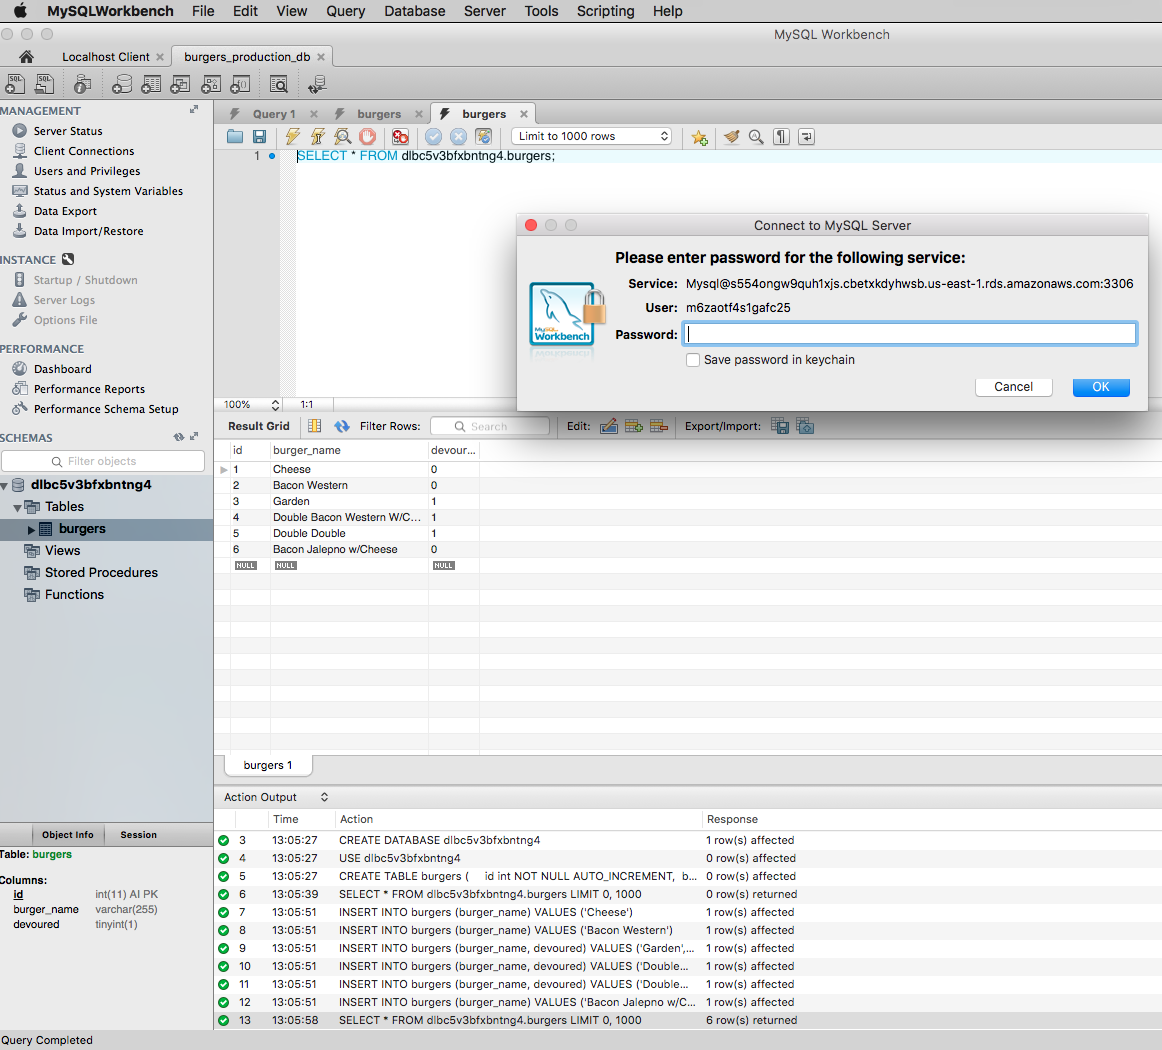 MySQLWorkbench File Edit View Query Database Server Tools Scripting Help
MySQL Workbench
Localhost Client burgers_production_db
MANAGEMENT
Server Status
Client Connections
Users and Privileges
Status and System Variables
Data Export
Data Import/Restore
INSTANCE
Startup / Shutdown
Server Logs
Options File
PERFORMANCE
Dashboard
Performance Reports
Performance Schema Setup
SCHEMAS
Filter objects
dlbc5v3bfxbntng4
Tables
burgers
Views
Stored Procedures
Functions
Object Info Session
Table: burgers
Columns:
id int(11) AI PK
burger_name varchar(255)
devoured tinyint(1)
Query 1 burgers burgers
Limit to 1000 rows
1 SELECT * FROM dlbc5v3bfxbntng4.burgers;
Connect to MySQL Server
Please enter password for the following service:
Service: Mysql@s554ongw9quh1xjs.cbetxkdyhwsb.us-east-1.rds.amazonaws.com:3306
User: m6zaotf4s1gafc25
Password:
Save password in keychain
Cancel OK
MySQL
Workbench
100% 1:1
Result Grid Filter Rows: Search Edit: Export/Import:
id burger_name devour...
1 Cheese 0
2 Bacon Western 0
3 Garden 1
4 Double Bacon Western W/C... 1
5 Double Double 1
6 Bacon Jalepno w/Cheese 0
NULL NULL NULL
burgers 1
Action Output
Time Action Response
3 13:05:27 CREATE DATABASE dlbc5v3bfxbntng4 1 row(s) affected
4 13:05:27 USE dlbc5v3bfxbntng4 0 row(s) affected
5 13:05:27 CREATE TABLE burgers ( id int NOT NULL AUTO_INCREMENT, b... 0 row(s) affected
6 13:05:39 SELECT * FROM dlbc5v3bfxbntng4.burgers LIMIT 0, 1000 0 row(s) returned
7 13:05:51 INSERT INTO burgers (burger_name) VALUES ('Cheese') 1 row(s) affected
8 13:05:51 INSERT INTO burgers (burger_name) VALUES ('Bacon Western') 1 row(s) affected
9 13:05:51 INSERT INTO burgers (burger_name, devoured) VALUES ('Garden',... 1 row(s) affected
10 13:05:51 INSERT INTO burgers (burger_name, devoured) VALUES ('Double... 1 row(s) affected
11 13:05:51 INSERT INTO burgers (burger_name, devoured) VALUES ('Double... 1 row(s) affected
12 13:05:51 INSERT INTO burgers (burger_name) VALUES ('Bacon Jalepno w/C... 1 row(s) affected
13 13:05:58 SELECT * FROM dlbc5v3bfxbntng4.burgers LIMIT 0, 1000 6 row(s) returned
Query Completed